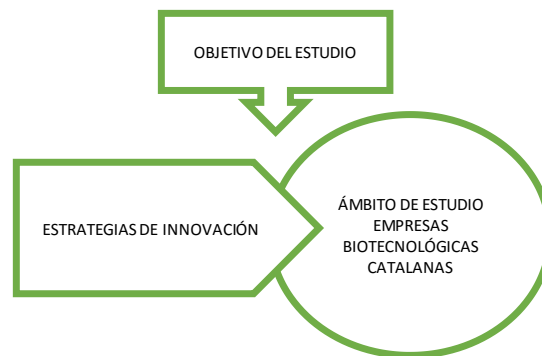 OBJETIVO DEL ESTUDIO
ESTRATEGIAS DE INNOVACIÓN
ÁMBITO DE ESTUDIO
EMPRESAS
BIOTECNOLÓGICAS
CATALANAS